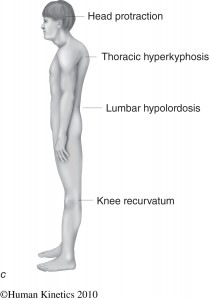 Head protraction
Thoracic hyperkyphosis
Lumbar hypolordosis
Knee recurvatum
c
©Human Kinetics 2010